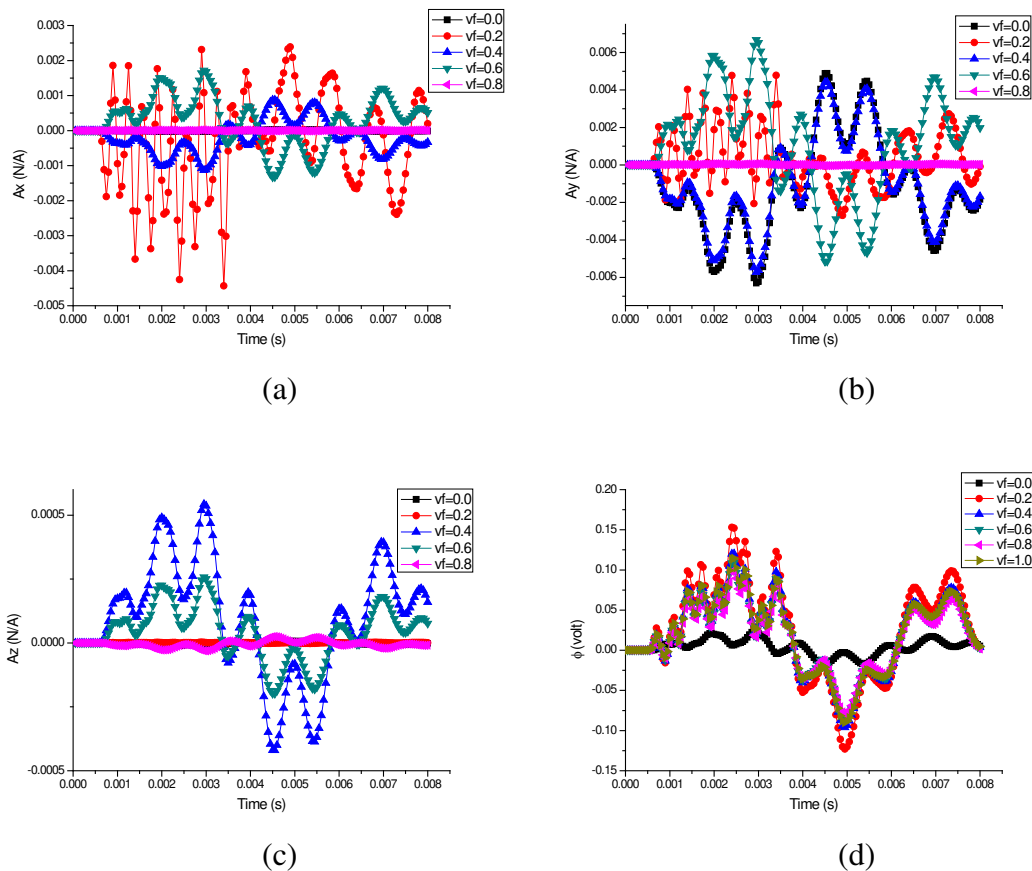 0.003
0.002
0.001
0.000
-0.001
-0.002
-0.003
-0.004
-0.005
Ax (N/A)
0.000 0.001 0.002 0.003 0.004 0.005 0.006 0.007 0.008
Time (s)
vf=0.0
vf=0.2
vf=0.4
vf=0.6
vf=0.8
(a)
0.006
0.004
0.002
0.000
-0.002
-0.004
-0.006
Ay (N/A)
0.000 0.001 0.002 0.003 0.004 0.005 0.006 0.007 0.008
Time (s)
vf=0.0
vf=0.2
vf=0.4
vf=0.6
vf=0.8
(b)
0.0005
0.0000
-0.0005
Az (N/A)
0.000 0.001 0.002 0.003 0.004 0.005 0.006 0.007 0.008
Time (s)
vf=0.0
vf=0.2
vf=0.4
vf=0.6
vf=0.8
(c)
0.20
0.15
0.10
0.05
0.00
-0.05
-0.10
-0.15
ϕ (volt)
0.000 0.001 0.002 0.003 0.004 0.005 0.006 0.007 0.008
Time (s)
vf=0.0
vf=0.2
vf=0.4
vf=0.6
vf=0.8
vf=1.0
(d)